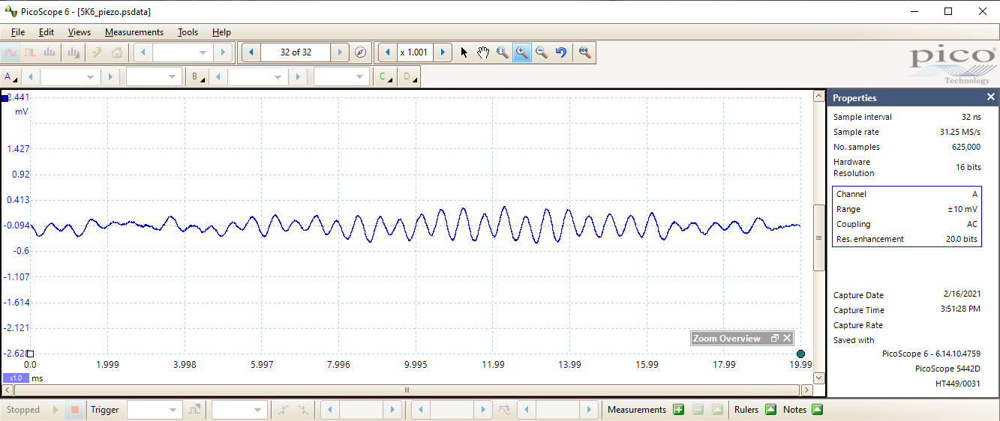 PicoScope 6 - [5K6_piezo.psdata]
File Edit Views Measurements Tools Help
32 of 32 x 1.001
pico
Technology
A B C D
2.441
mV
1.427
0.92
0.413
-0.094
-0.6
-1.107
-1.614
-2.121
-2.628
0.0 1.999 3.998 5.997 7.996 9.995 11.99 13.99 15.99 17.99 19.99
x1.0 ms
Zoom Overview
Properties
Sample interval 32 ns
Sample rate 31.25 MS/s
No. samples 625,000
Hardware
Resolution 16 bits
Channel A
Range ±10 mV
Coupling AC
Res. enhancement 20.0 bits
Capture Date 2/16/2021
Capture Time 3:51:28 PM
Capture Rate
Saved with
PicoScope 6 - 6.14.10.4759
PicoScope 5442D
HT449/0031
Stopped Trigger Measurements Rulers Notes